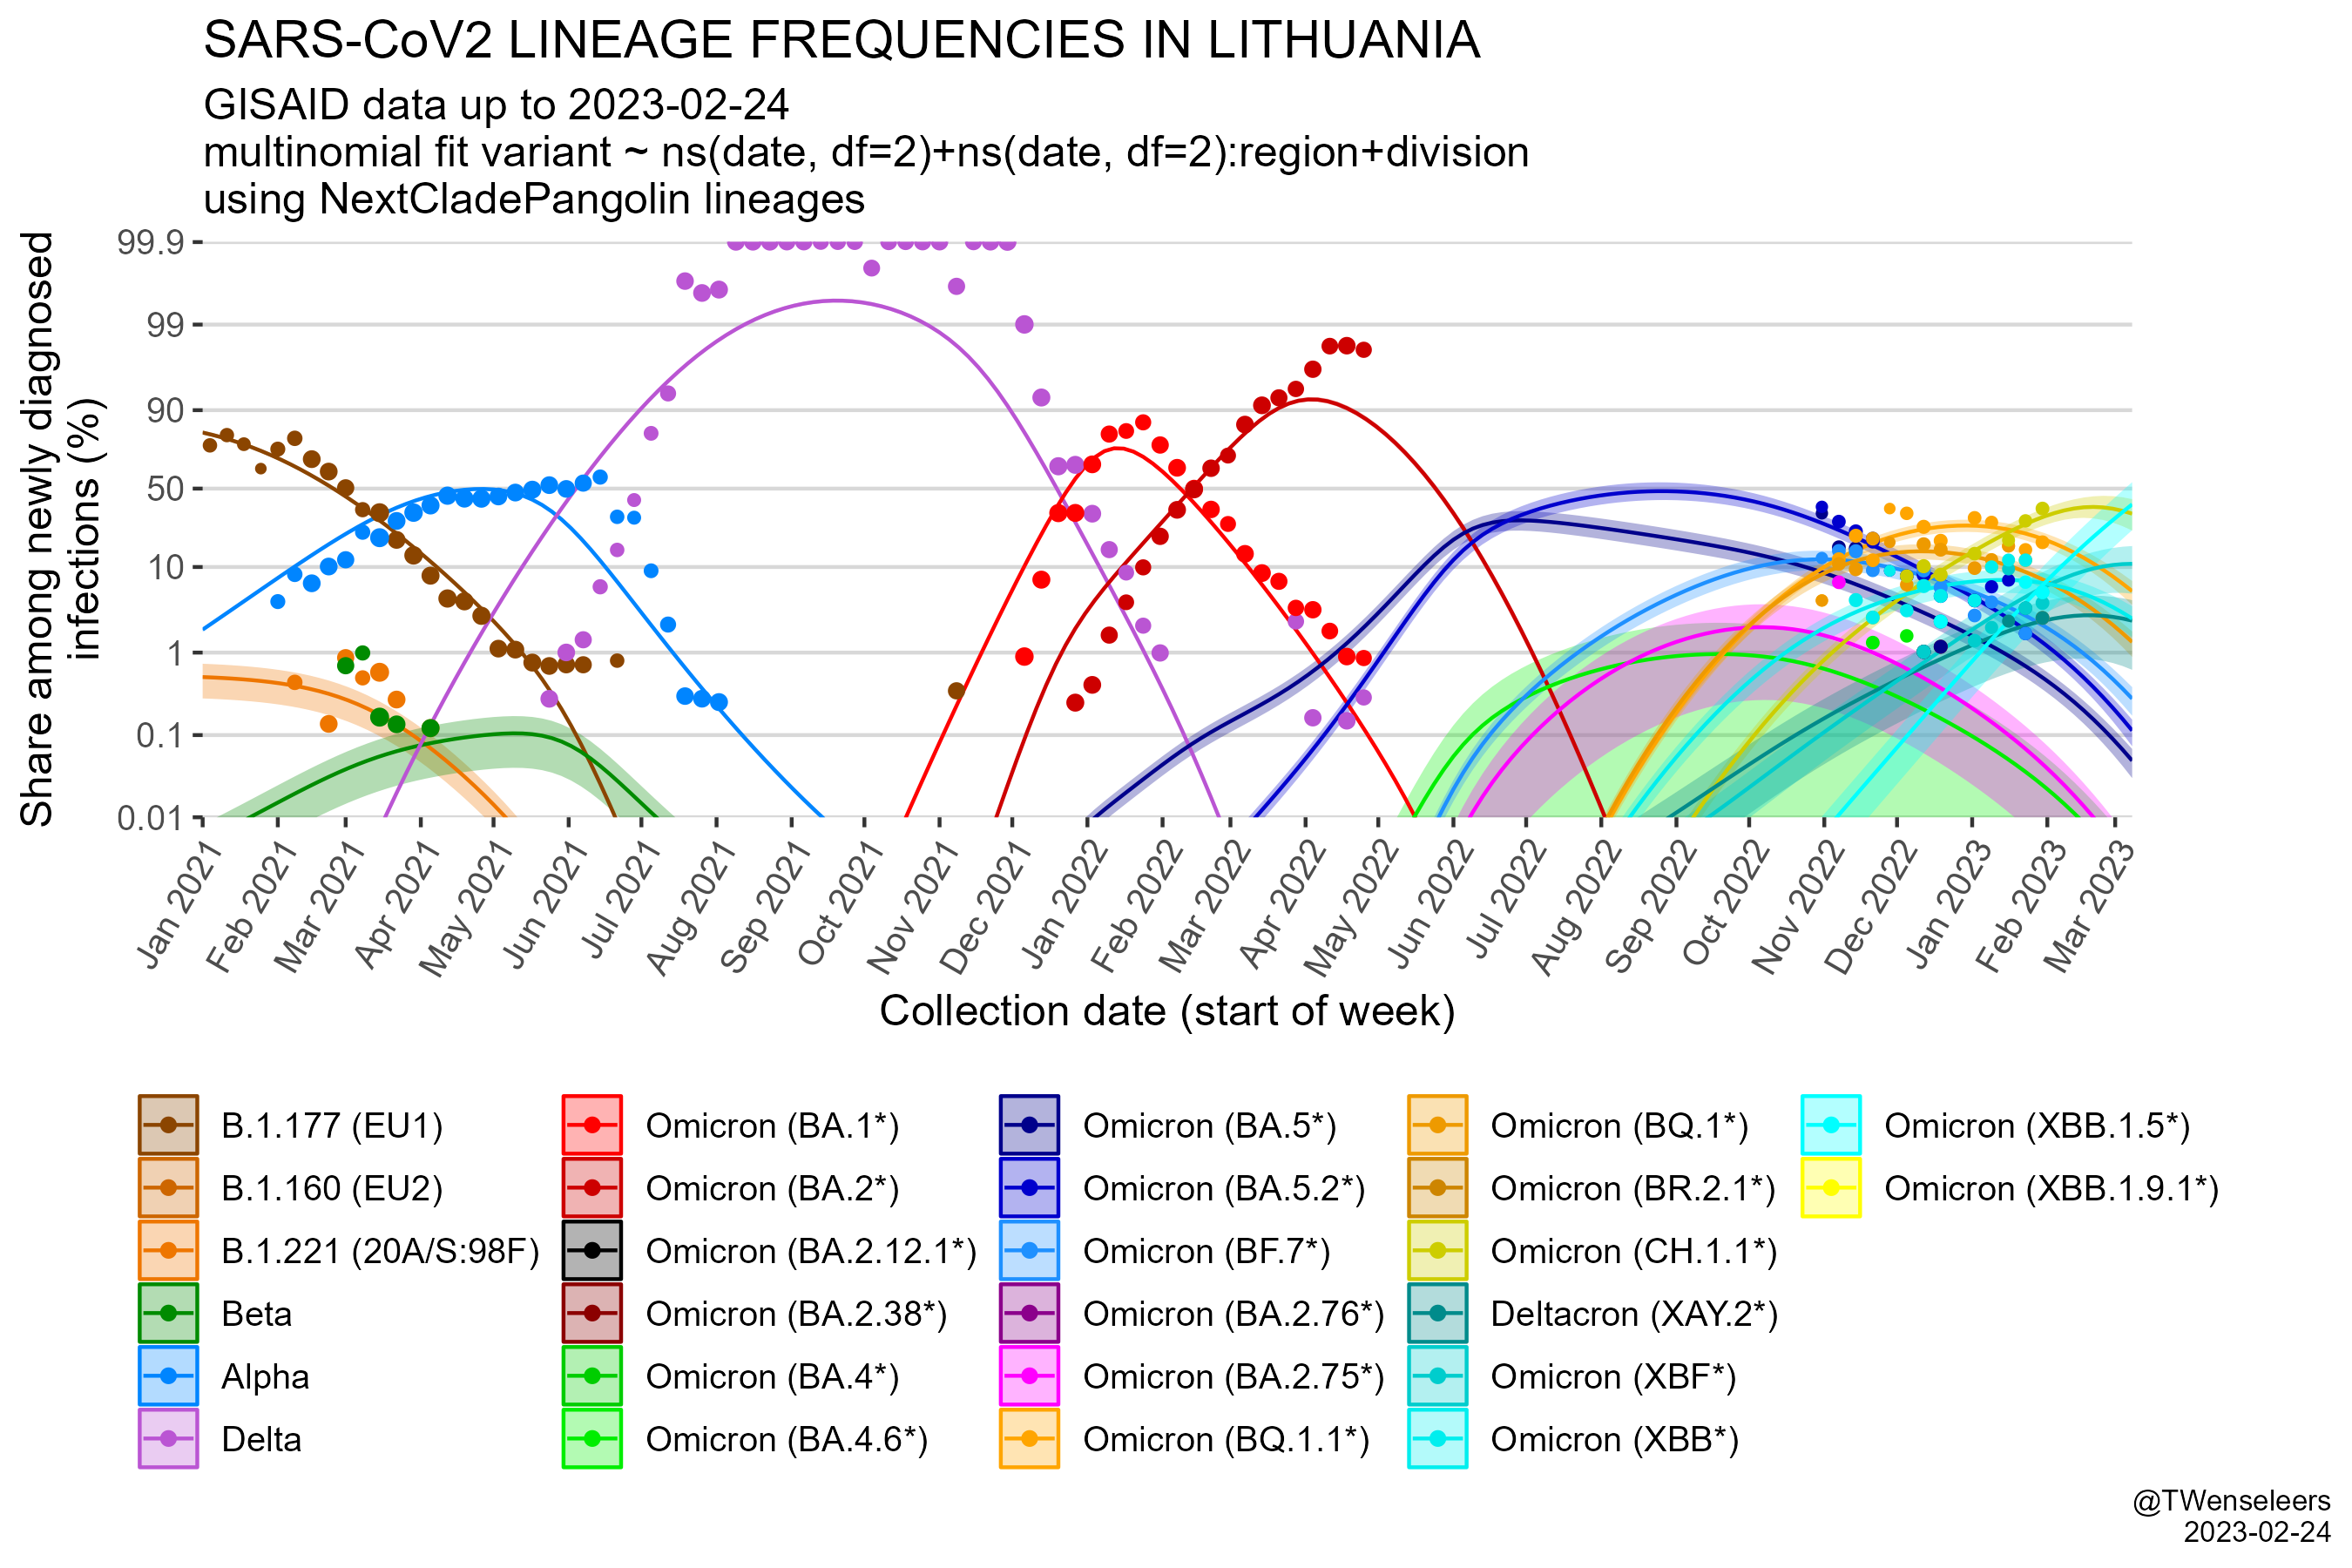 SARS-CoV2 LINEAGE FREQUENCIES IN LITHUANIA
GISAID data up to 2023-02-24
multinomial fit variant ~ ns(date, df=2)+ns(date, df=2):region+division
using NextCladePangolin lineages
Share among newly diagnosed
infections (%)
99.9
99
90
50
10
1
0.1
0.01
Jan 2021
Feb 2021
Mar 2021
Apr 2021
May 2021
Jun 2021
Jul 2021
Aug 2021
Sep 2021
Oct 2021
Nov 2021
Dec 2021
Jan 2022
Feb 2022
Mar 2022
Apr 2022
May 2022
Jun 2022
Jul 2022
Aug 2022
Sep 2022
Oct 2022
Nov 2022
Dec 2022
Jan 2023
Feb 2023
Mar 2023
Collection date (start of week)
B.1.177 (EU1)
B.1.160 (EU2)
B.1.221 (20A/S:98F)
Beta
Alpha
Delta
Omicron (BA.1*)
Omicron (BA.2*)
Omicron (BA.2.12.1*)
Omicron (BA.2.38*)
Omicron (BA.4*)
Omicron (BA.4.6*)
Omicron (BA.5*)
Omicron (BA.5.2*)
Omicron (BF.7*)
Omicron (BA.2.76*)
Omicron (BA.2.75*)
Omicron (BQ.1.1*)
Omicron (BQ.1*)
Omicron (BR.2.1*)
Omicron (CH.1.1*)
Deltacron (XAY.2*)
Omicron (XBF*)
Omicron (XBB*)
Omicron (XBB.1.5*)
Omicron (XBB.1.9.1*)
@TWenseleers
2023-02-24